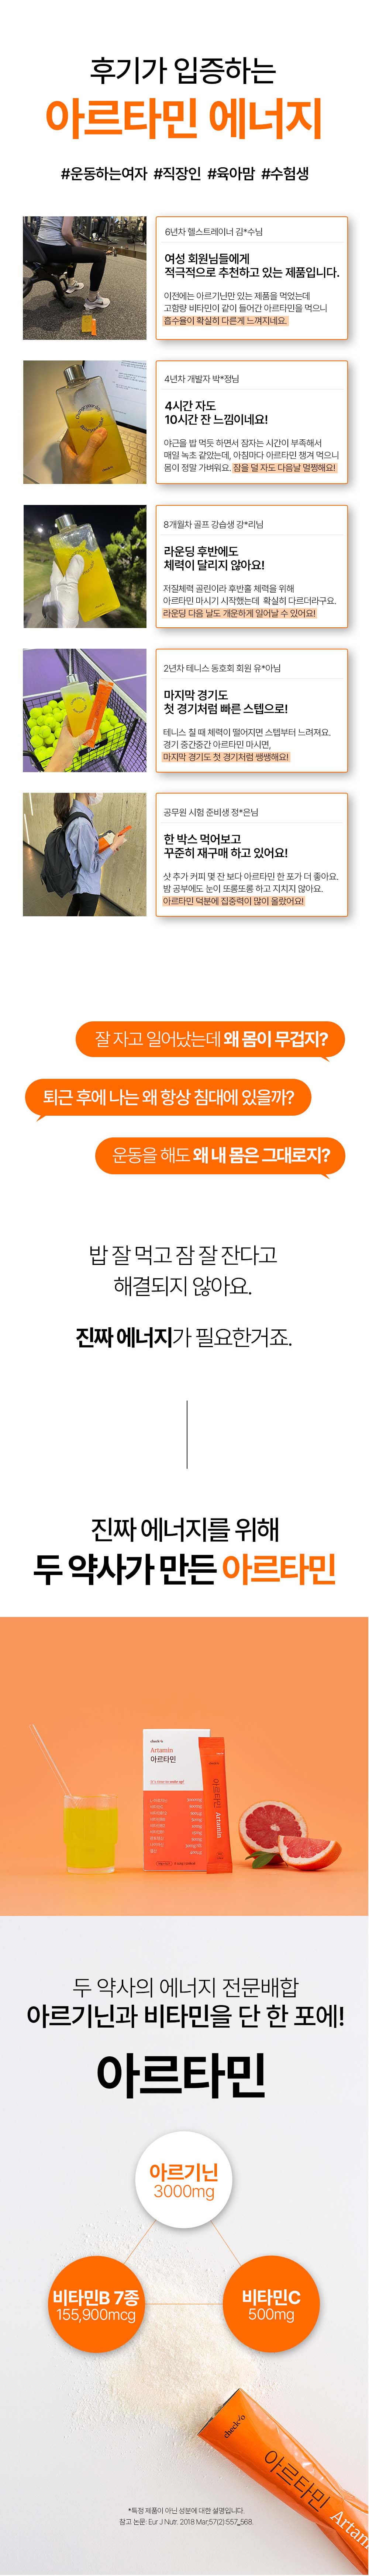 후기가 입증하는
아르타민 에너지
#운동하는여자 #직장인 #육아맘 #수험생
6년차 헬스트레이너 김*수님
여성 회원님들에게
적극적으로 추천하고 있는 제품입니다.
이전에는 아르기닌만 있는 제품을 먹었는데
고함량 비타민이 같이 들어간 아르타민을 먹으니
흡수율이 확실히 다른게 느껴지네요.
4년차 개발자 박*정님
4시간 자도
10시간 잔 느낌이네요!
야근을 밥 먹듯 하면서 잠자는 시간이 부족해서
매일 녹초 같았는데, 아침마다 아르타민 챙겨 먹으니
몸이 정말 가벼워요. 잠을 덜 자도 다음날 멀쩡해요!
8개월차 골프 강습생 강*리님
라운딩 후반에도
체력이 달리지 않아요!
저질체력 골린이라 후반홀 체력을 위해
아르타민 마시기 시작했는데 확실히 다르더라구요.
라운딩 다음 날도 개운하게 일어날 수 있어요!
2년차 테니스 동호회 회원 유*아님
마지막 경기도
첫 경기처럼 빠른 스텝으로!
테니스 칠 때 체력이 떨어지면 스텝부터 느려져요.
경기 중간중간 아르타민 마시면,
마지막 경기도 첫 경기처럼 쌩쌩해요!
공무원 시험 준비생 정*은님
한 박스 먹어보고
꾸준히 재구매 하고 있어요!
샷 추가 커피 몇 잔 보다 아르타민 한 포가 더 좋아요.
밤 공부에도 눈이 또롱또롱 하고 지치지 않아요.
아르타민 덕분에 집중력이 많이 올랐어요!
잘 자고 일어났는데 왜 몸이 무겁지?
퇴근 후에 나는 왜 항상 침대에 있을까?
운동을 해도 왜 내 몸은 그대로지?
밥 잘 먹고 잠 잘 잔다고
해결되지 않아요.
진짜 에너지가 필요한거죠.
진짜 에너지를 위해
두 약사가 만든 아르타민
check°o
Artamin
아르타민
It's time to wake up!
아르타민 Artamin
두 약사의 에너지 전문배합
아르기닌과 비타민을 단 한 포에!
아르타민
아르기닌
3000mg
비타민B 7종
155,900mcg
비타민C
500mg
check°o
아르타민 Artamin
*특정 제품이 아닌 성분에 대한 설명입니다.
참고 논문: Eur J Nutr. 2018 Mar;57(2):557_568.